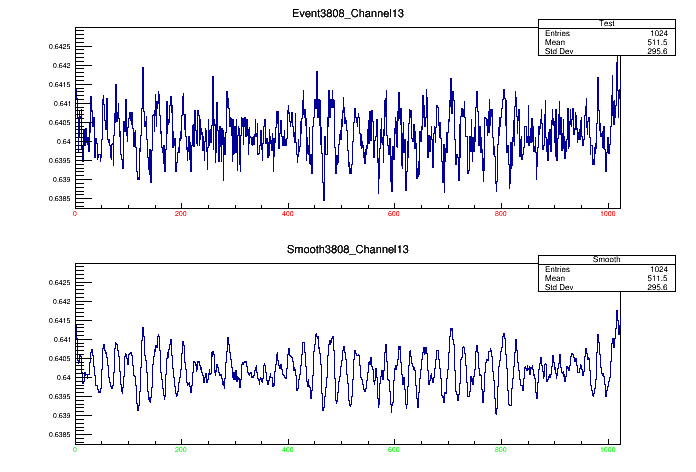 Event3808_Channel13
Test
Entries 1024
Mean 511.5
Std Dev 295.6
0.6425
0.642
0.6415
0.641
0.6405
0.64
0.6395
0.639
0.6385
0 200 400 600 800 1000
Smooth3808_Channel13
Smooth
Entries 1024
Mean 511.5
Std Dev 295.6
0.6425
0.642
0.6415
0.641
0.6405
0.64
0.6395
0.639
0.6385
0 200 400 600 800 1000